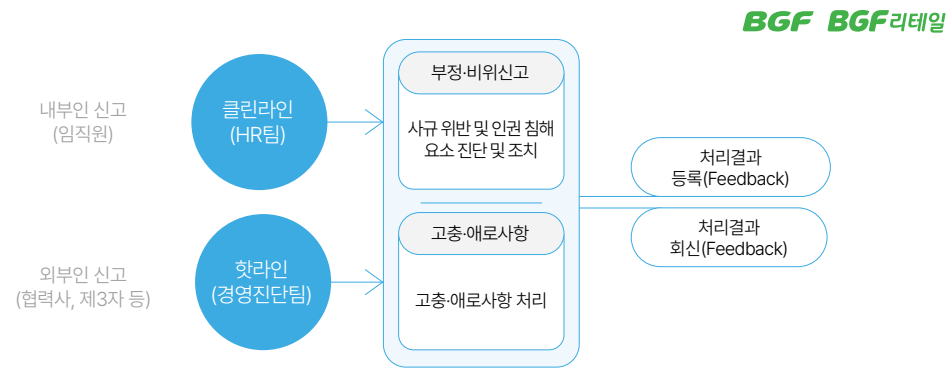 BGF BGF리테일
내부인 신고
(임직원)
클린라인
(HR팀)
부정·비위신고
사규 위반 및 인권 침해
요소 진단 및 조치
처리결과
등록(Feedback)
외부인 신고
(협력사, 제3자 등)
핫라인
(경영진단팀)
고충·애로사항
고충·애로사항 처리
처리결과
회신(Feedback)